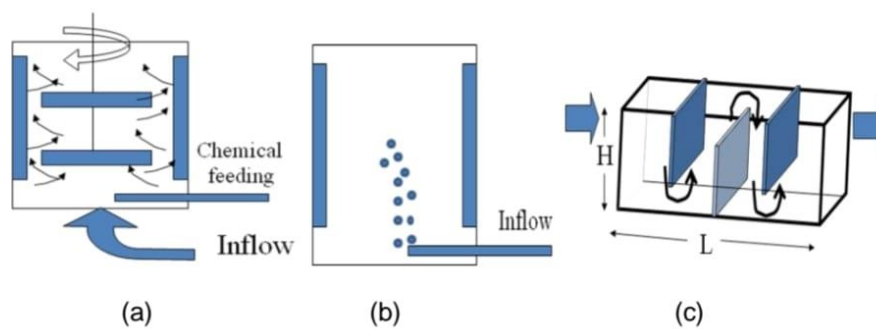 Chemical
feeding
Inflow
(a)
Inflow
(b)
H
L
(c)